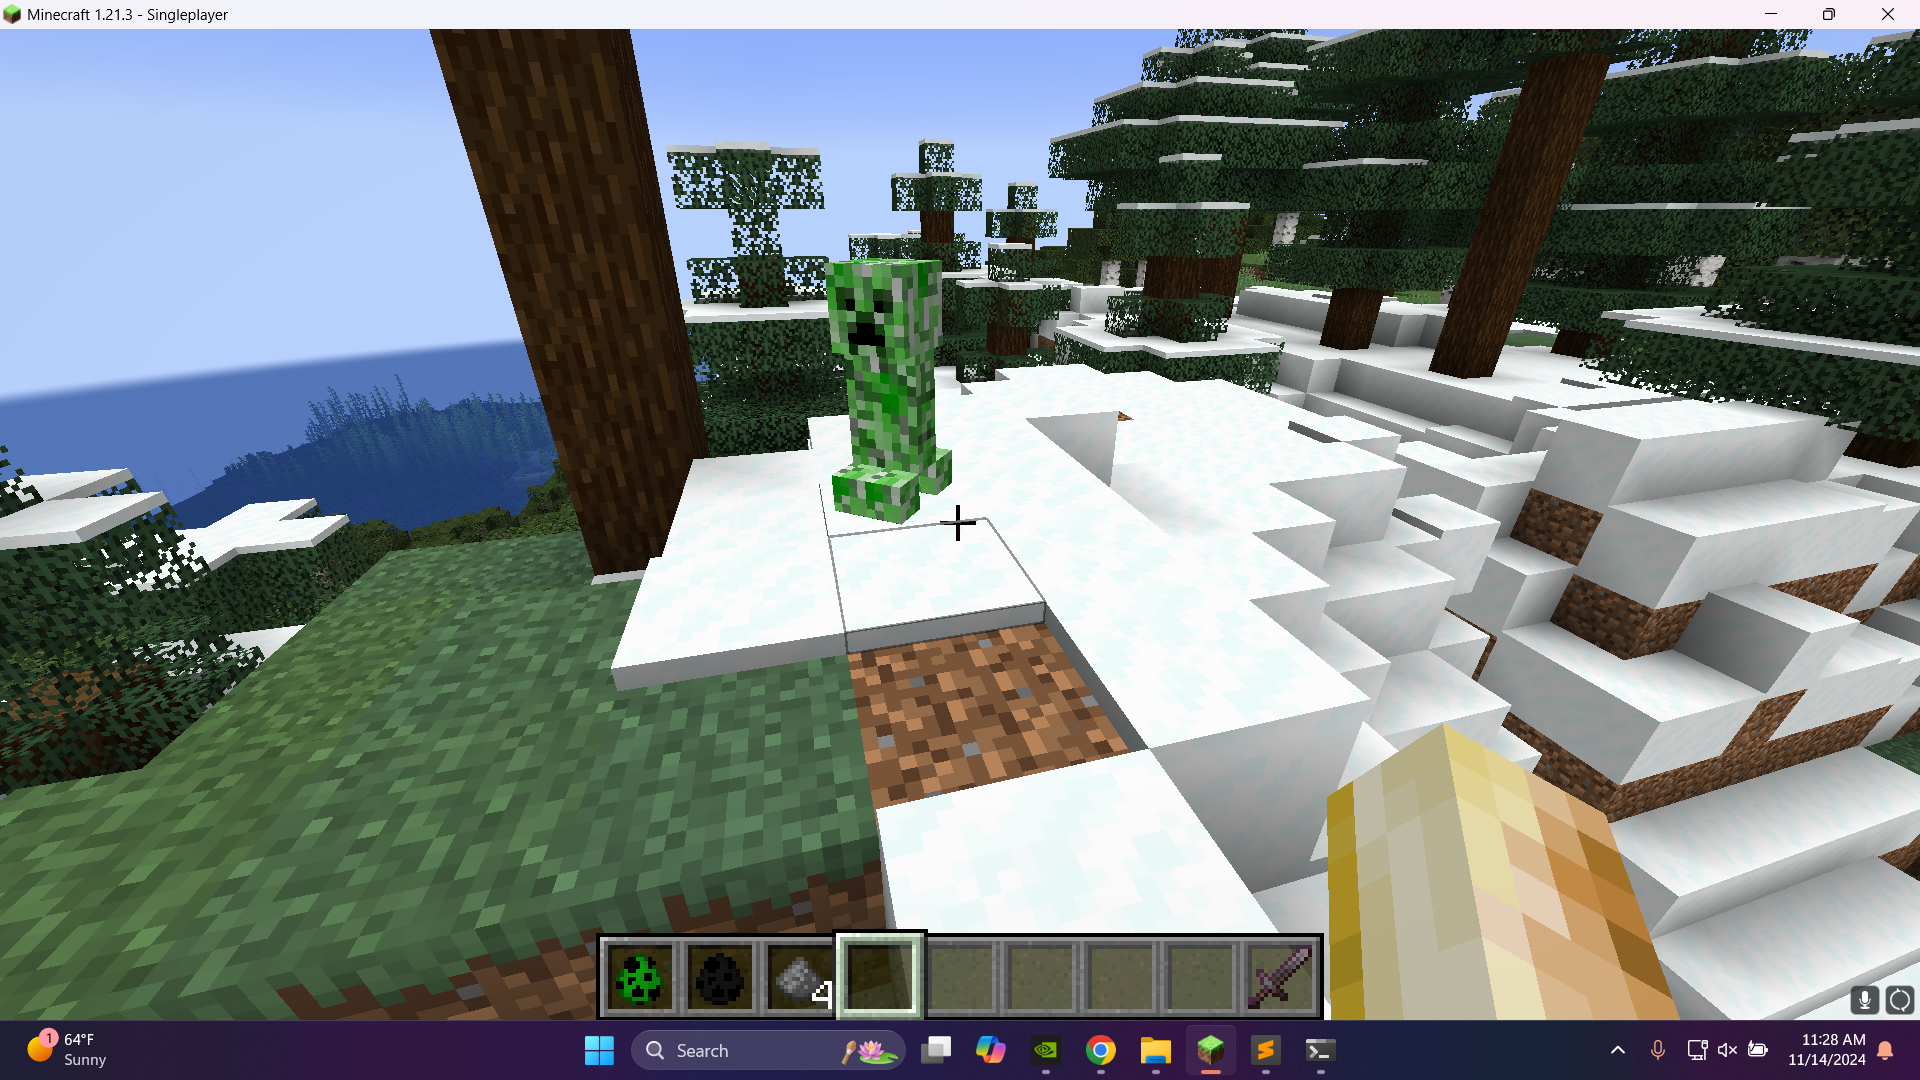 Minecraft 1.21.3 - Singleplayer
4
1
64°F
Sunny
Search
11:28 AM
11/14/2024